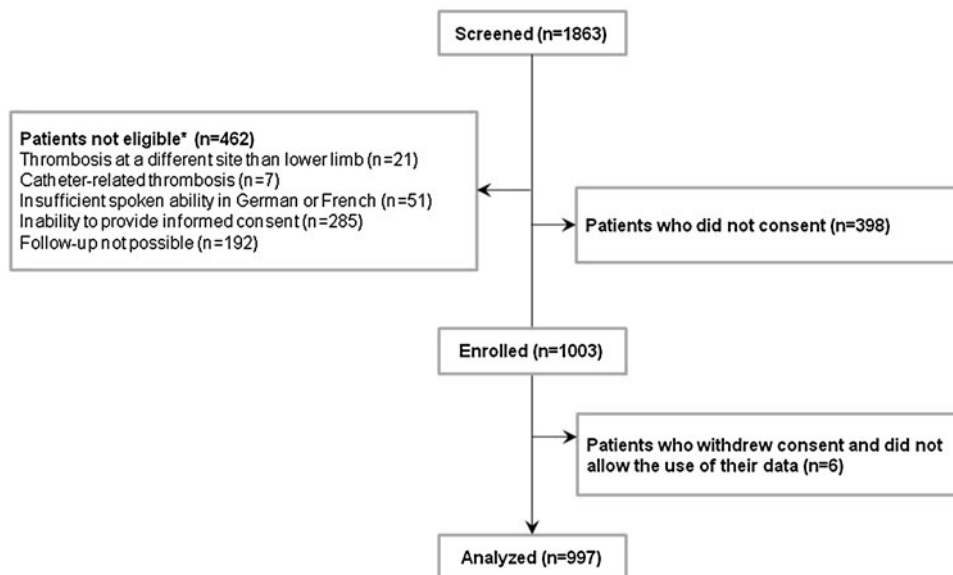 Screened (n=1863)
Patients not eligible* (n=462)
Thrombosis at a different site than lower limb (n=21)
Catheter-related thrombosis (n=7)
Insufficient spoken ability in German or French (n=51)
Inability to provide informed consent (n=285)
Follow-up not possible (n=192)
Patients who did not consent (n=398)
Enrolled (n=1003)
Patients who withdrew consent and did not
allow the use of their data (n=6)
Analyzed (n=997)